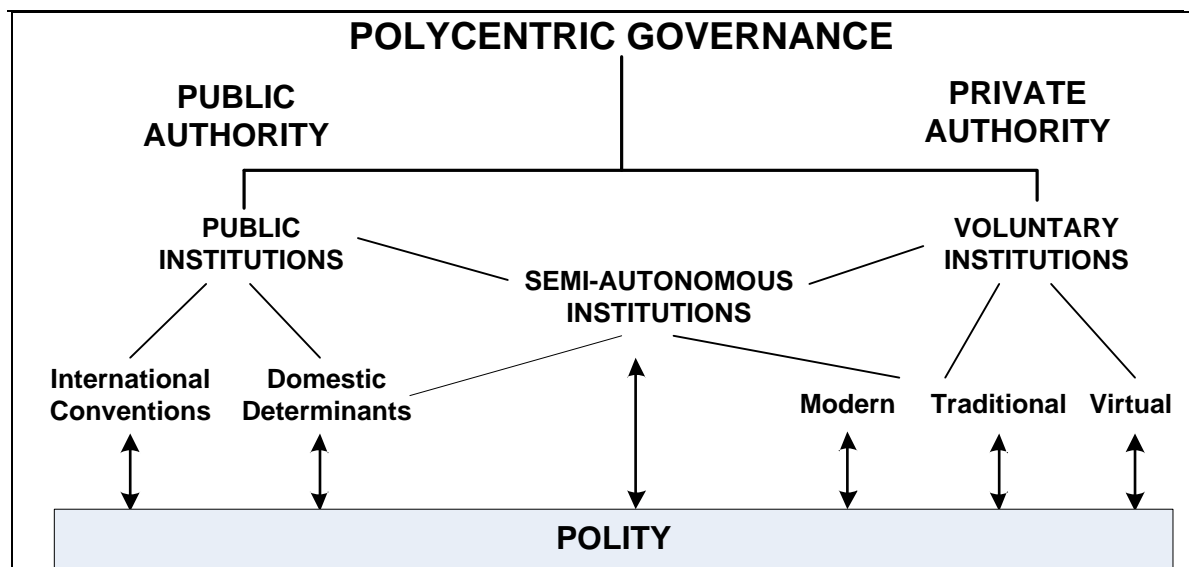 POLYCENTRIC GOVERNANCE
PUBLIC
AUTHORITY
PRIVATE
AUTHORITY
PUBLIC
INSTITUTIONS
VOLUNTARY
INSTITUTIONS
SEMI-AUTONOMOUS
INSTITUTIONS
International
Conventions
Domestic
Determinants
Modern
Traditional
Virtual
POLITY